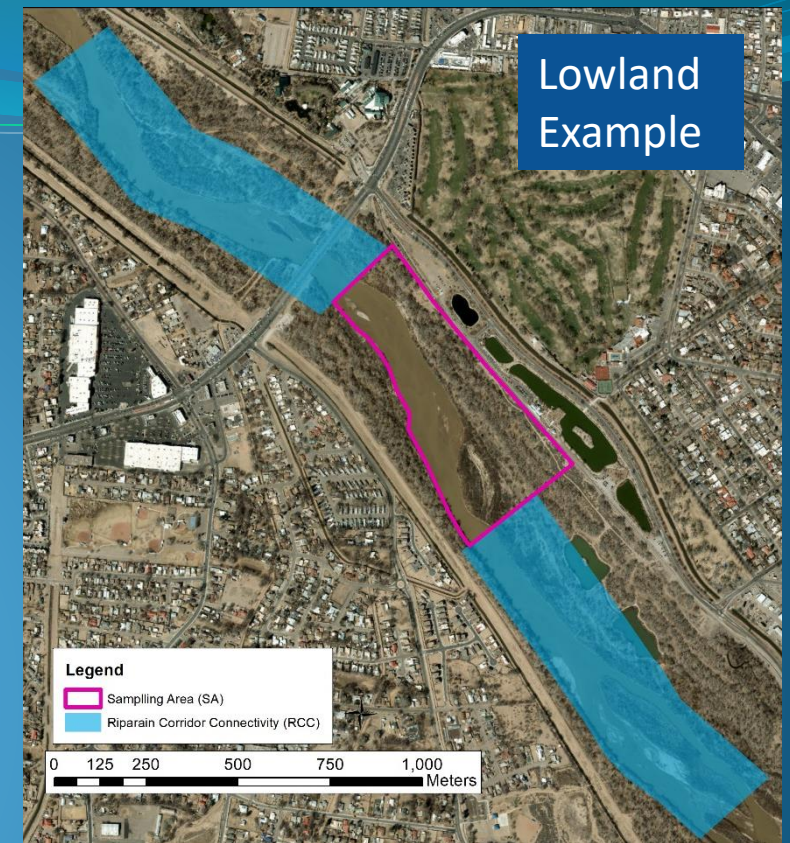 Lowland
Example
Legend
Samplling Area (SA)
Riparain Corridor Connectivity (RCC)
0 125 250 500 750 1,000
Meters